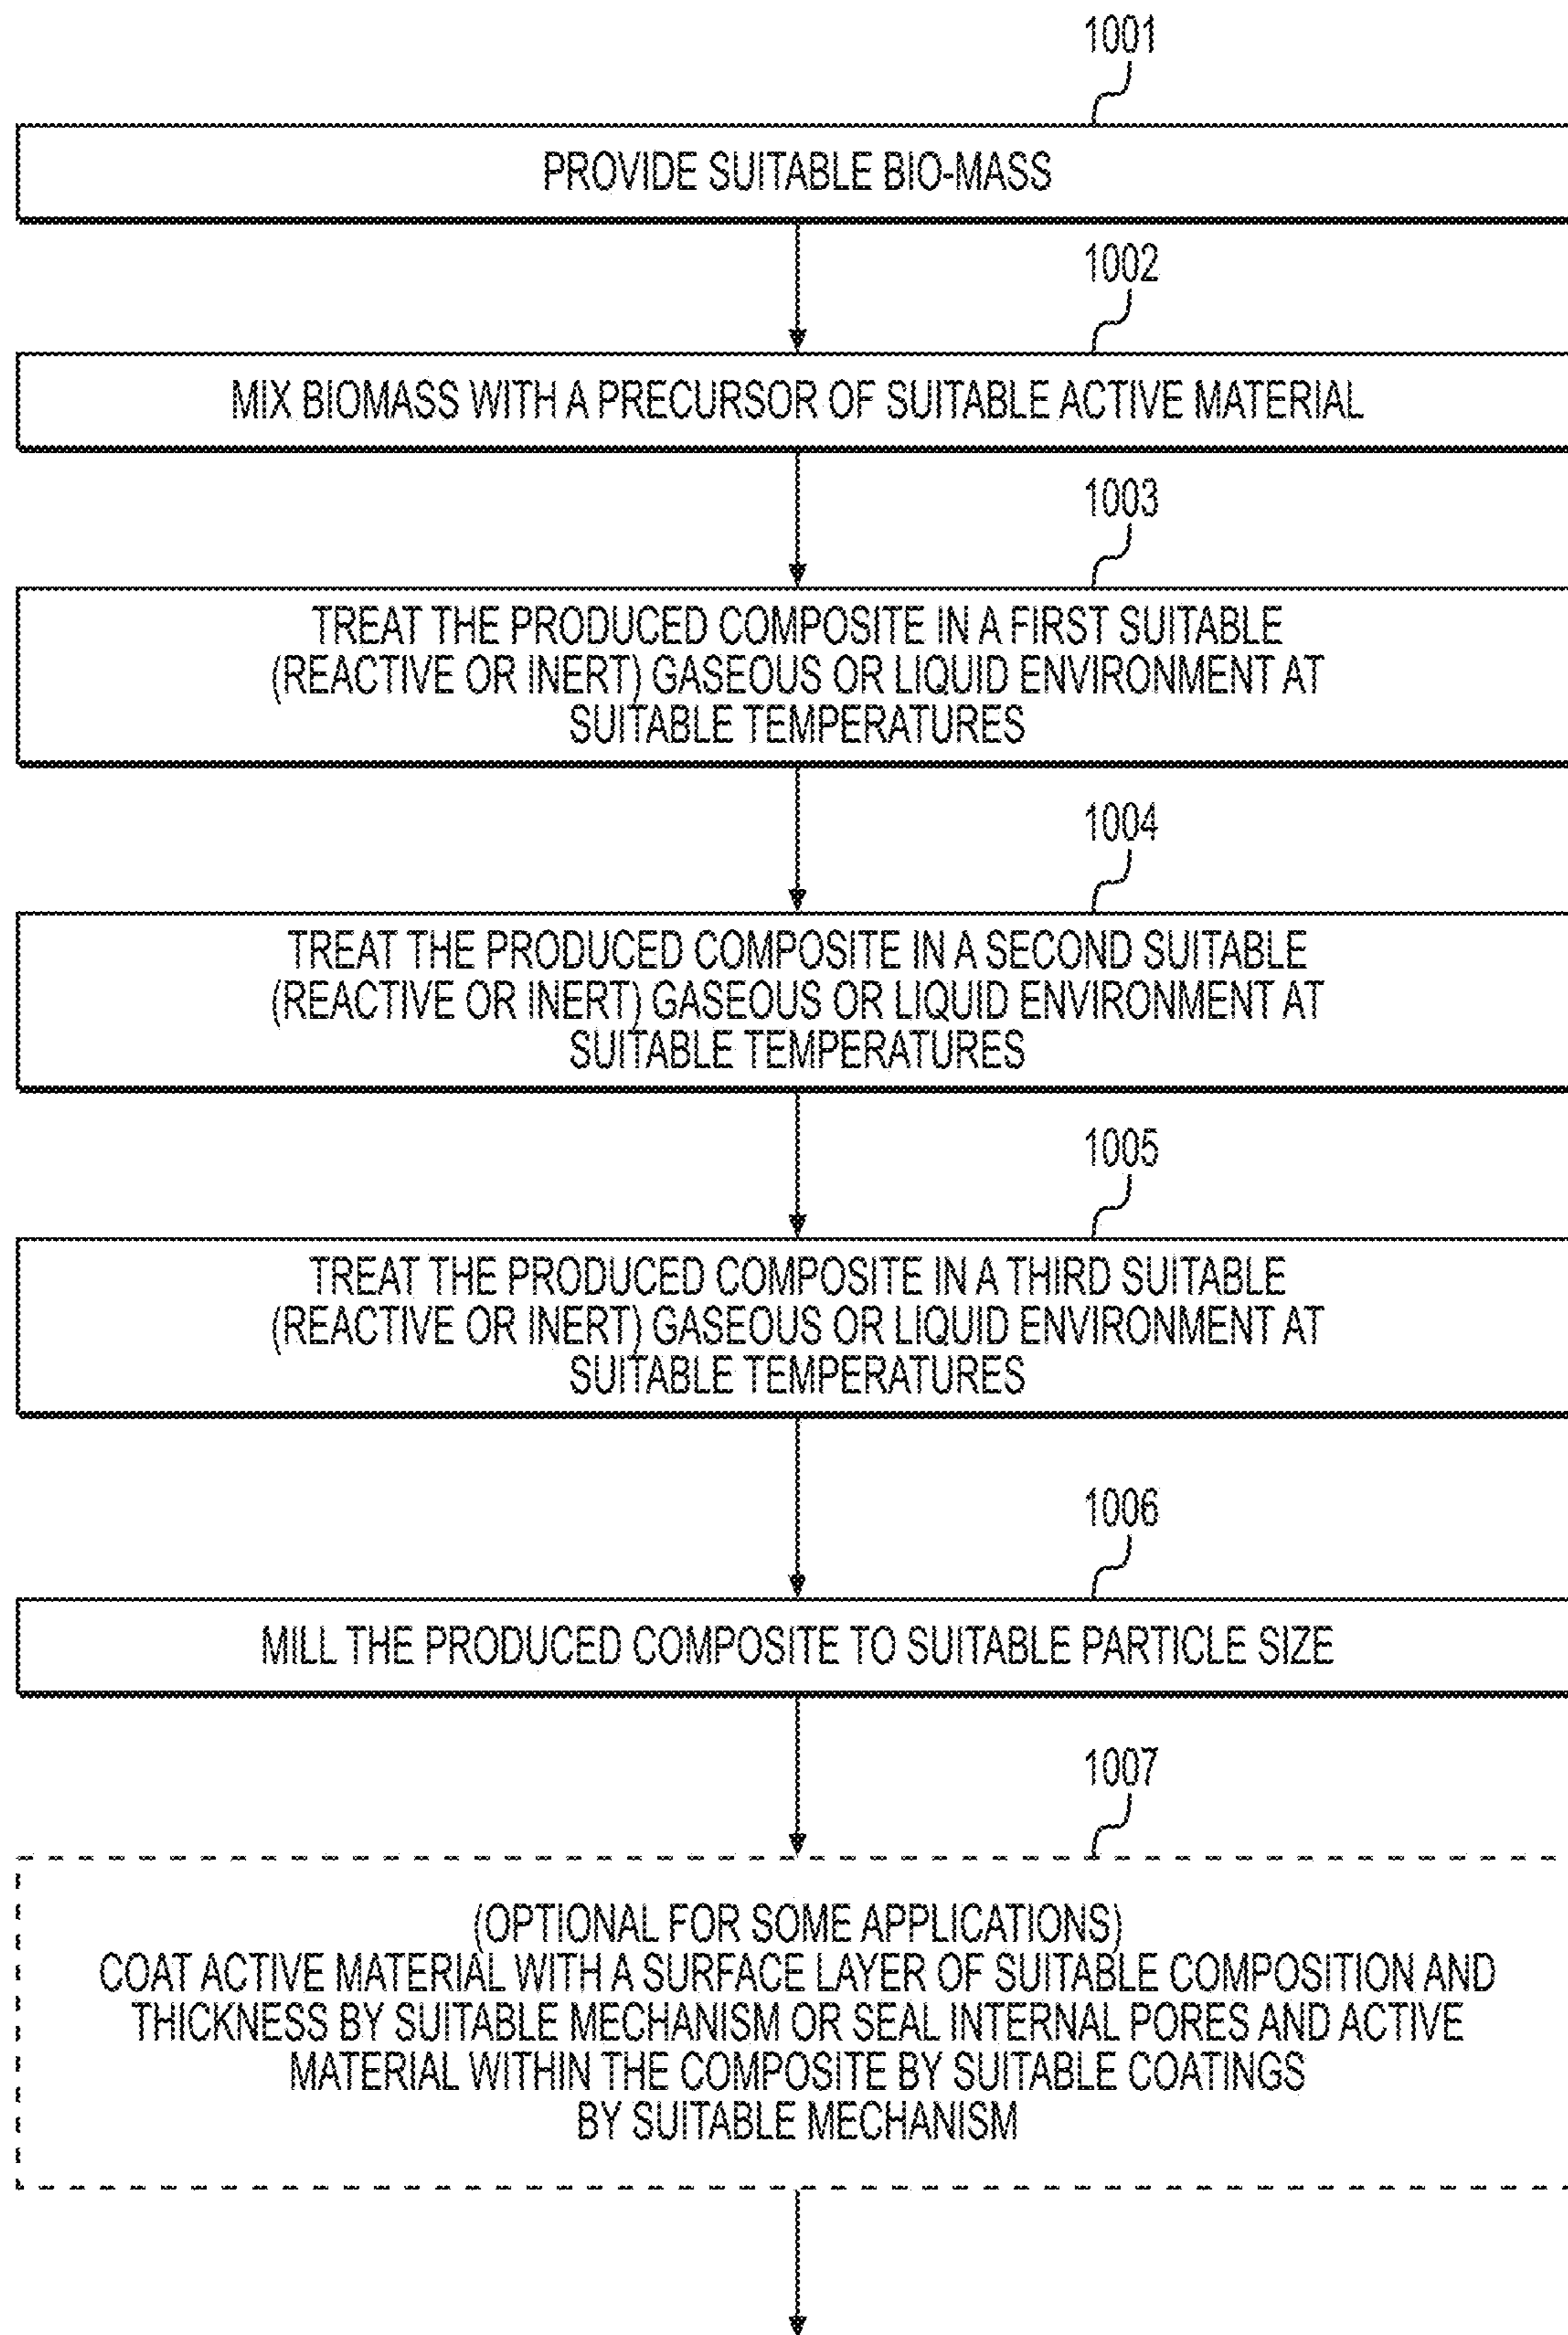 1001
PROVIDE SUITABLE BIO-MASS
1002
MIX BIOMASS WITH A PRECURSOR OF SUITABLE ACTIVE MATERIAL
1003
TREAT THE PRODUCED COMPOSITE IN A FIRST SUITABLE
(REACTIVE OR INERT) GASEOUS OR LIQUID ENVIRONMENT AT
SUITABLE TEMPERATURES
1004
TREAT THE PRODUCED COMPOSITE IN A SECOND SUITABLE
(REACTIVE OR INERT) GASEOUS OR LIQUID ENVIRONMENT AT
SUITABLE TEMPERATURES
1005
TREAT THE PRODUCED COMPOSITE IN A THIRD SUITABLE
(REACTIVE OR INERT) GASEOUS OR LIQUID ENVIRONMENT AT
SUITABLE TEMPERATURES
1006
MILL THE PRODUCED COMPOSITE TO SUITABLE PARTICLE SIZE
1007
(OPTIONAL FOR SOME APPLICATIONS)
COAT ACTIVE MATERIAL WITH A SURFACE LAYER OF SUITABLE COMPOSITION AND
THICKNESS BY SUITABLE MECHANISM OR SEAL INTERNAL PORES AND ACTIVE
MATERIAL WITHIN THE COMPOSITE BY SUITABLE COATINGS
BY SUITABLE MECHANISM